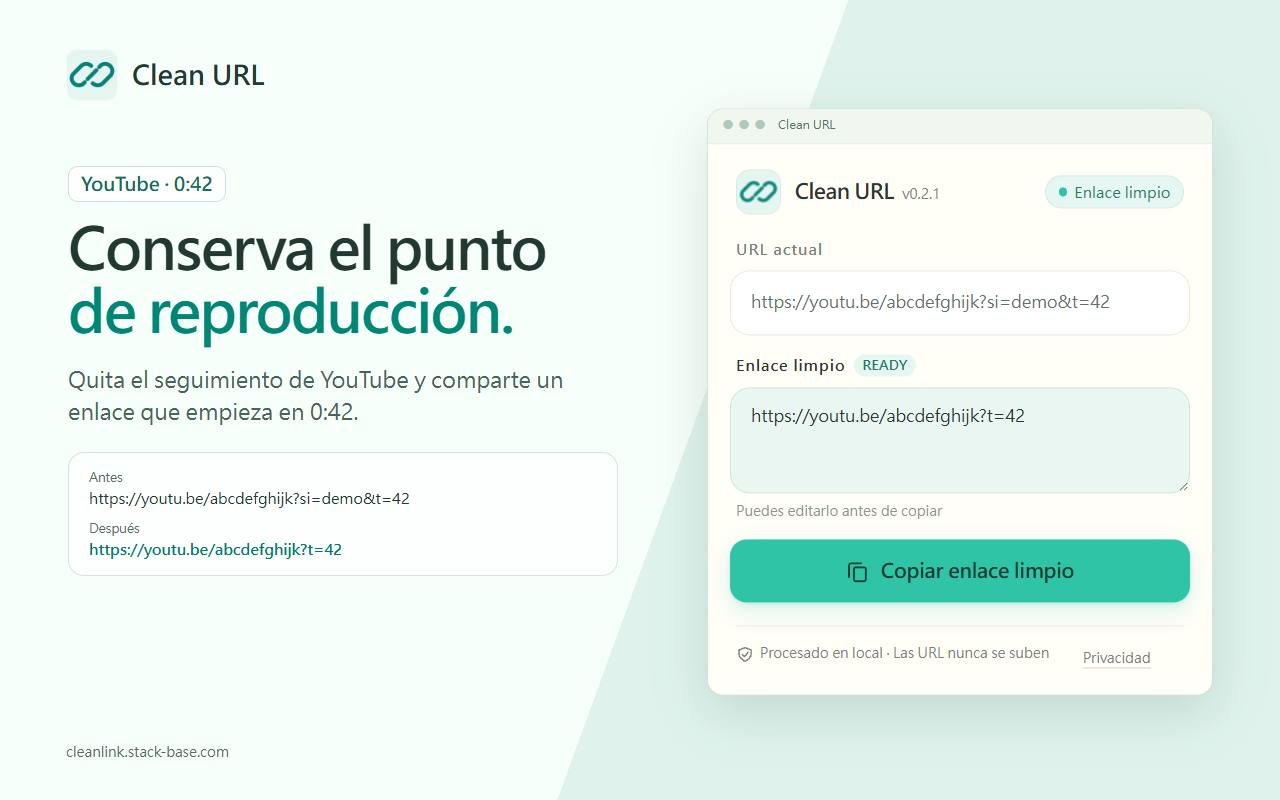 Clean URL
YouTube · 0:42
Conserva el punto
de reproducción.
Quita el seguimiento de YouTube y comparte un
enlace que empieza en 0:42.
Antes
https://youtu.be/abcdefghijk?si=demo&t=42
Después
https://youtu.be/abcdefghijk?t=42
cleanlink.stack-base.com
Clean URL
Clean URL v0.2.1
Enlace limpio
URL actual
https://youtu.be/abcdefghijk?si=demo&t=42
Enlace limpio READY
https://youtu.be/abcdefghijk?t=42
Puedes editarlo antes de copiar
Copiar enlace limpio
Procesado en local · Las URL nunca se suben
Privacidad